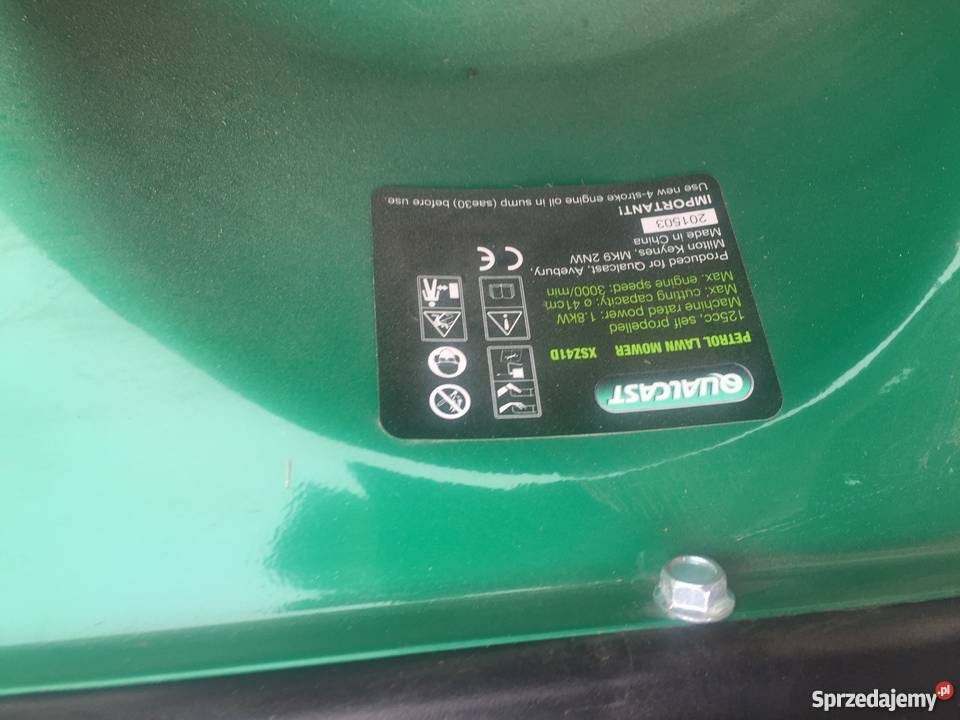 QUALCAST
PETROL LAWN MOWER XSZ41D
125cc, self propelled
Machine rated power: 1.8kW
Max. cutting capacity: ø 41cm
Max. engine speed: 3000/min
Produced for Qualcast, Avebury,
Milton Keynes, MK9 2NW
Made in China
201503
IMPORTANT!
Use new 4-stroke engine oil in sump (sae30) before use.
CE
Sprzedajemy.pl